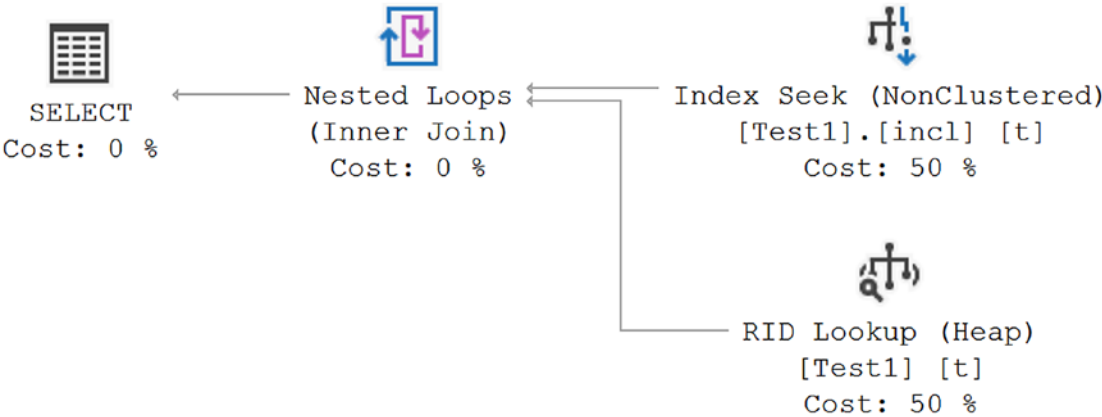 SELECT
Cost: 0 %
Nested Loops
(Inner Join)
Cost: 0 %
Index Seek (NonClustered)
[Test1].[incl] [t]
Cost: 50 %
RID Lookup (Heap)
[Test1] [t]
Cost: 50 %